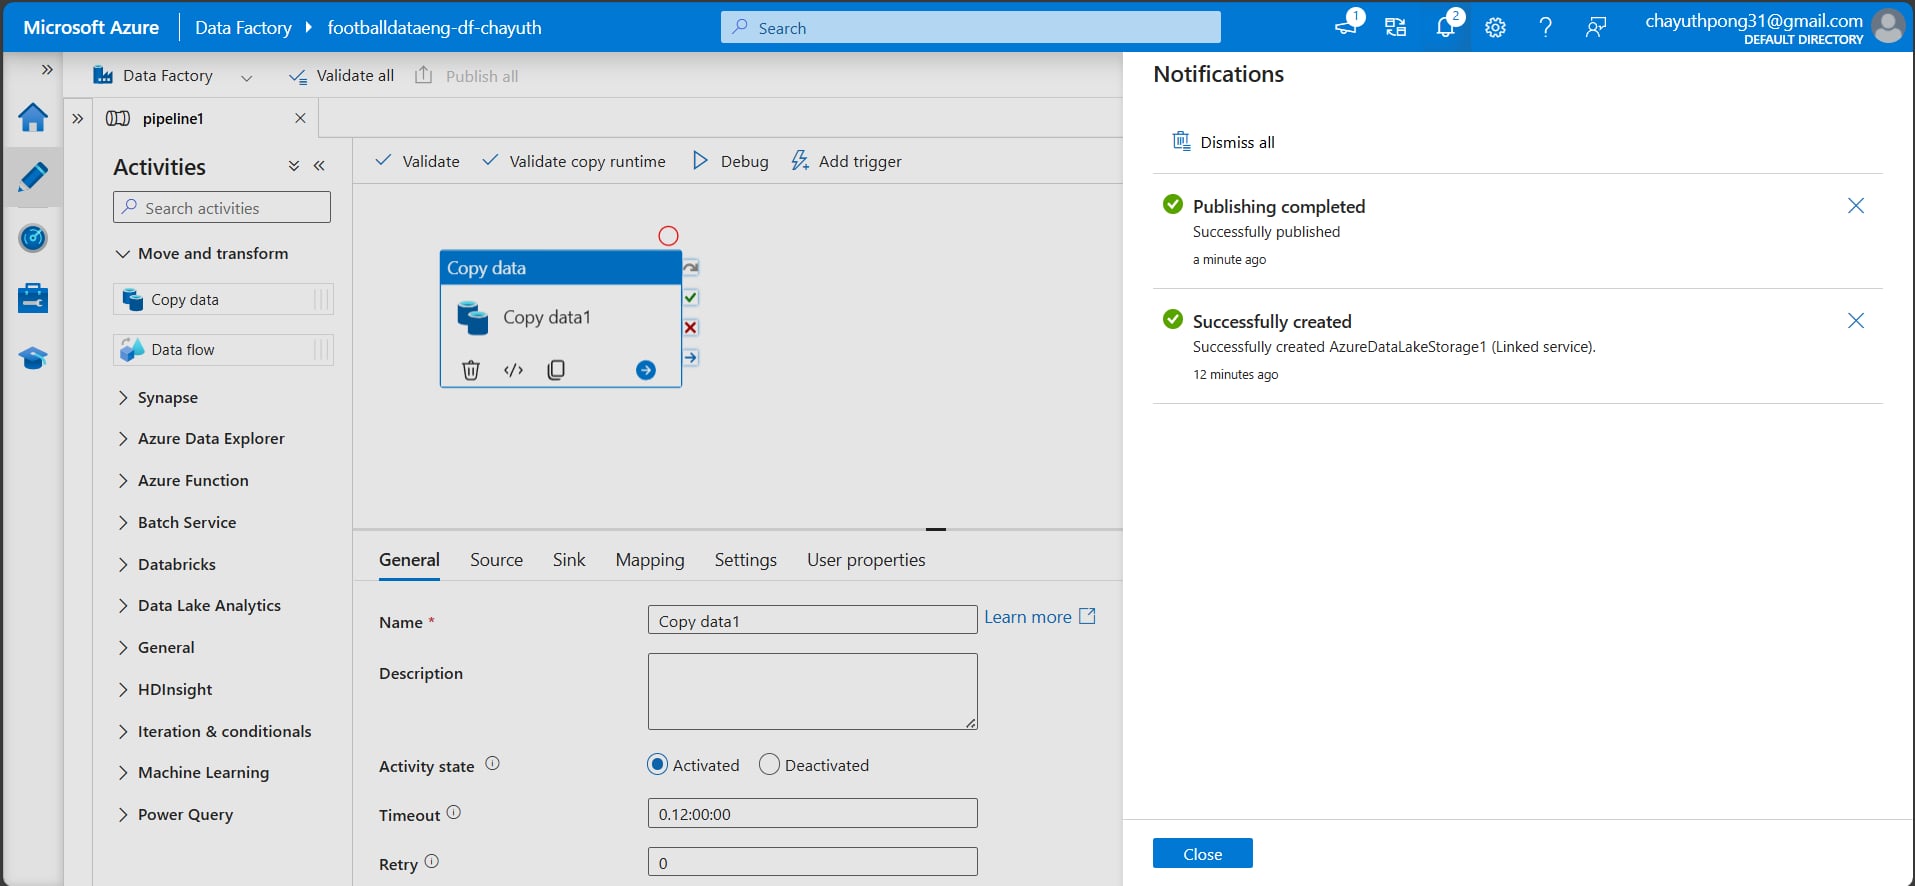 Microsoft Azure
Data Factory
footballdataeng-df-chayuth
Search
1
2
?
chayuthpong31@gmail.com
DEFAULT DIRECTORY
Data Factory
Validate all
Publish all
pipeline1
Activities
Search activities
Move and transform
Copy data
Data flow
Synapse
Azure Data Explorer
Azure Function
Batch Service
Databricks
Data Lake Analytics
General
HDInsight
Iteration & conditionals
Machine Learning
Power Query
Validate
Validate copy runtime
Debug
Add trigger
Copy data
Copy data1
General
Source
Sink
Mapping
Settings
User properties
Name *
Copy data1
Learn more
Description
Activity state
Activated
Deactivated
Timeout
0.12:00:00
Retry
0
Notifications
Dismiss all
Publishing completed
Successfully published
a minute ago
Successfully created
Successfully created AzureDataLakeStorage1 (Linked service).
12 minutes ago
Close